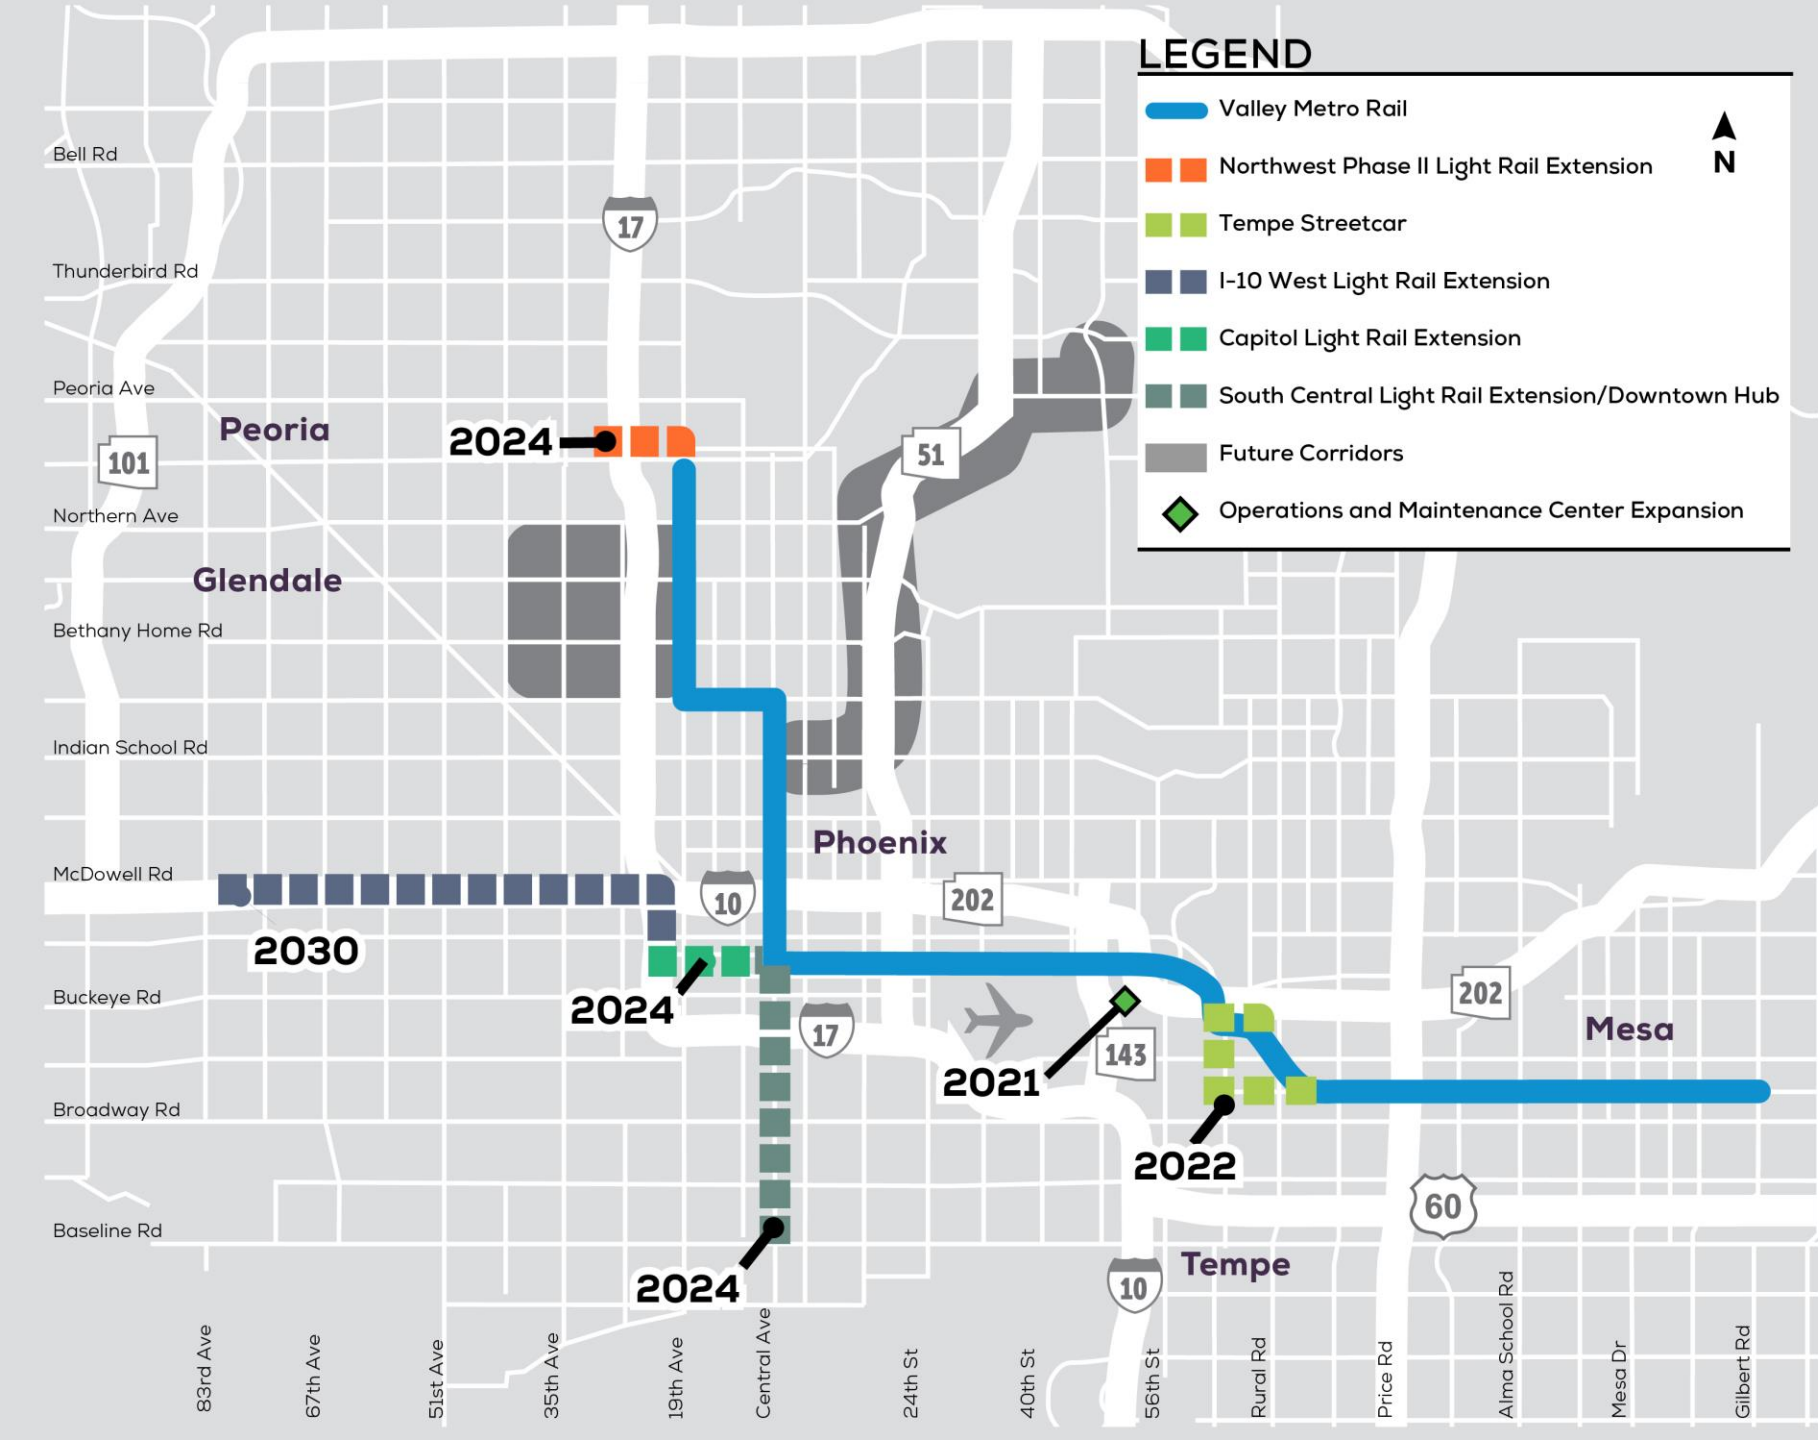 LEGEND
Valley Metro Rail
Northwest Phase II Light Rail Extension
Tempe Streetcar
I-10 West Light Rail Extension
Capitol Light Rail Extension
South Central Light Rail Extension/Downtown Hub
Future Corridors
Operations and Maintenance Center Expansion
N
Bell Rd
17
Thunderbird Rd
Peoria Ave
Peoria
2024
101
51
Northern Ave
Glendale
Bethany Home Rd
Indian School Rd
Phoenix
McDowell Rd
10
202
2030
Buckeye Rd
2024
17
202
Mesa
143
2021
Broadway Rd
2022
60
Baseline Rd
Tempe
2024
10
83rd Ave
67th Ave
51st Ave
35th Ave
19th Ave
Central Ave
24th St
40th St
56th St
Rural Rd
Price Rd
Alma School Rd
Mesa Dr
Gilbert Rd